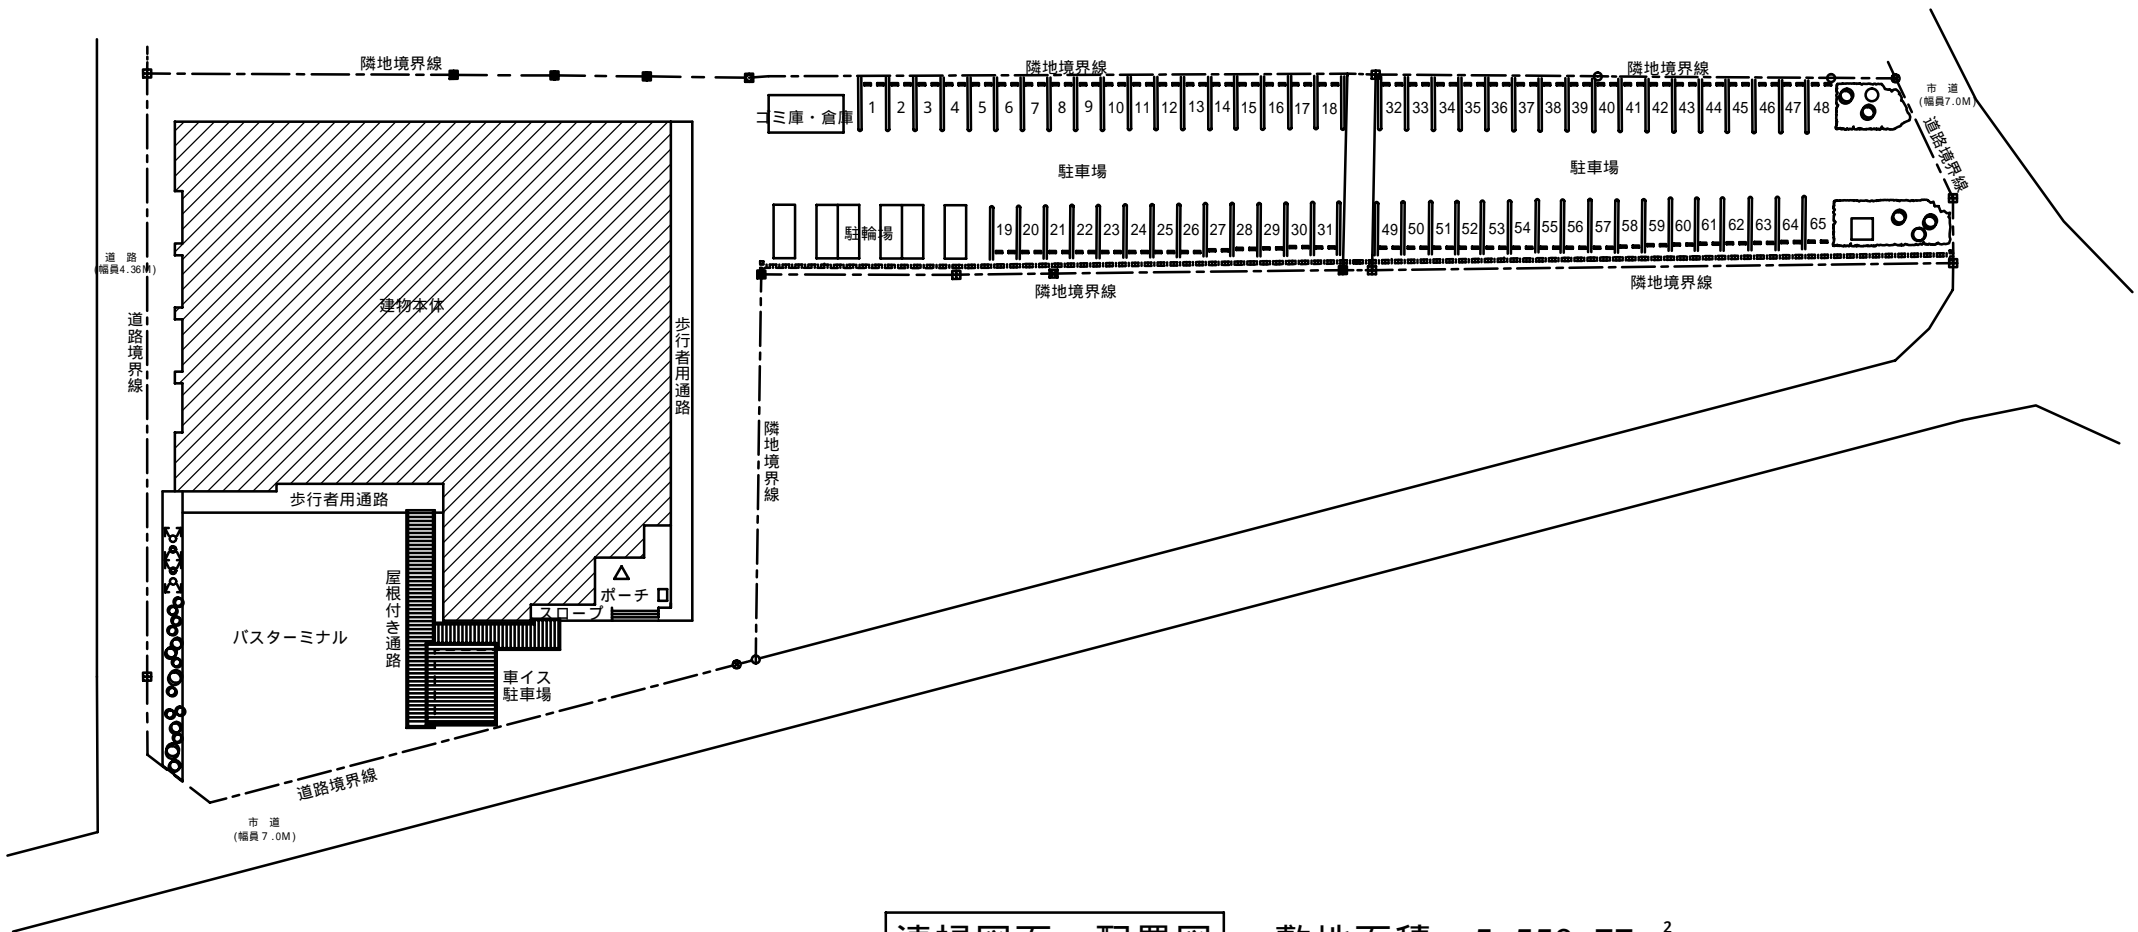 隣地境界線
隣地境界線
隣地境界線
市 道
(幅員7.0M)
道路境界線
ゴミ庫・倉庫
1 2 3 4 5 6 7 8 9 10 11 12 13 14 15 16 17 18
32 33 34 35 36 37 38 39 40 41 42 43 44 45 46 47 48
駐車場
駐車場
駐輪場
19 20 21 22 23 24 25 26 27 28 29 30 31
49 50 51 52 53 54 55 56 57 58 59 60 61 62 63 64 65
隣地境界線
隣地境界線
道 路
(幅員4.36M)
道路境界線
建物本体
歩行者用通路
隣地境界線
歩行者用通路
屋根付き通路
ポーチ
スロープ
バスターミナル
車イス
駐車場
道路境界線
市 道
(幅員7.0M)